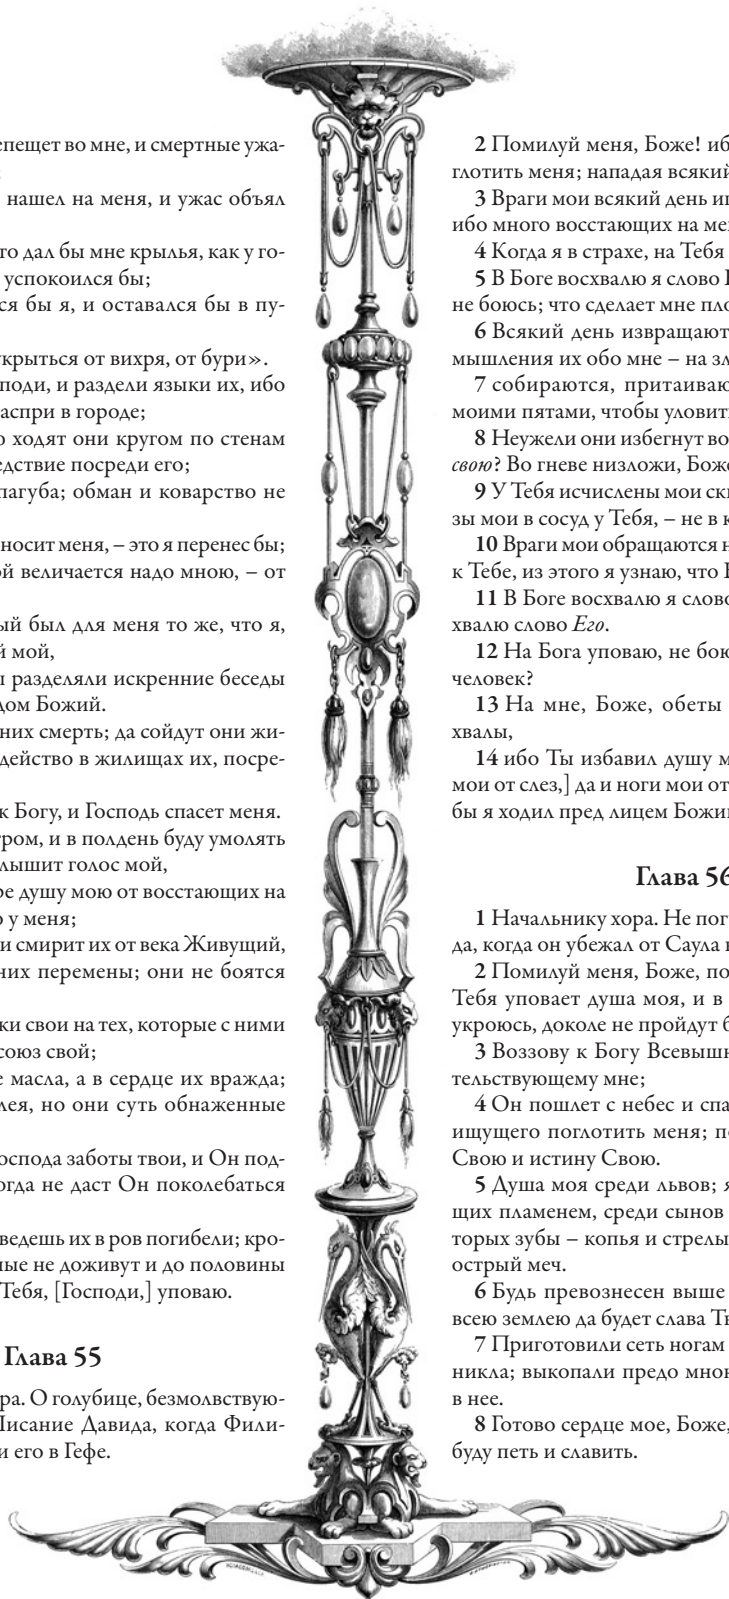 епещет во мне, и смертные ужа-
нашел на меня, и ужас объял
то дал бы мне крылья, как у го-
успокоился бы;
ся бы я, и оставался бы в пу-
крыться от вихря, от бури».
поди, и раздели языки их, ибо
аспри в городе;
ю ходят они кругом по стенам
едствие посреди его;
пагуба; обман и коварство не
носит меня, – это я перенес бы;
й величается надо мною, – от
ый был для меня то же, что я,
й мой,
ы разделяли искренние беседы
дом Божий.
них смерть; да сойдут они жи-
действо в жилищах их, посре-
к Богу, и Господь спасет меня.
тром, и в полдень буду умолять
лышит голос мой,
ре душу мою от восстающих на
о у меня;
и смирит их от века Живущий,
них перемены; они не боятся
ки свои на тех, которые с ними
союз свой;
е масла, а в сердце их вражда;
лея, но они суть обнаженные
оспода заботы твои, и Он под-
огда не даст Он поколебаться
ведешь их в ров погибели; кро-
ные не доживут и до половины
Тебя, [Господи,] уповаю.
Глава 55
ра. О голубице, безмолвствую-
Писание Давида, когда Фили-
и его в Гефе.
2 Помилуй меня, Боже! иб
глотить меня; нападая всякий
3 Враги мои всякий день ищ
ибо много восстающих на ме
4 Когда я в страхе, на Тебя
5 В Боге восхвалю я слово
не боюсь; что сделает мне пло
6 Всякий день извращают
мышления их обо мне – на зл
7 собираются, притаиваю
моими пятами, чтобы уловит
8 Неужели они избегнут во
свою? Во гневе низложи, Боже
9 У Тебя исчислены мои ск
зы мои в сосуд у Тебя, – не в к
10 Враги мои обращаются н
к Тебе, из этого я узнаю, что
11 В Боге восхвалю я слово
хвалю слово Его.
12 На Бога уповаю, не бою
человек?
13 На мне, Боже, обеты
хвалы,
14 ибо Ты избавил душу м
мои от слез,] да и ноги мои от
бы я ходил пред лицем Божи
Глава 56
1 Начальнику хора. Не пог
да, когда он убежал от Саула
2 Помилуй меня, Боже, по
Тебя уповает душа моя, и в
укроюсь, доколе не пройдут б
3 Воззову к Богу Всевышн
тельствующему мне;
4 Он пошлет с небес и спа
ищущего поглотить меня; по
Свою и истину Свою.
5 Душа моя среди львов; я
щих пламенем, среди сынов
торых зубы – копья и стрелы
острый меч.
6 Будь превознесен выше
всею землею да будет слава Т
7 Приготовили сеть ногам
никла; выкопали предо мно
в нее.
8 Готово сердце мое, Боже,
буду петь и славить.